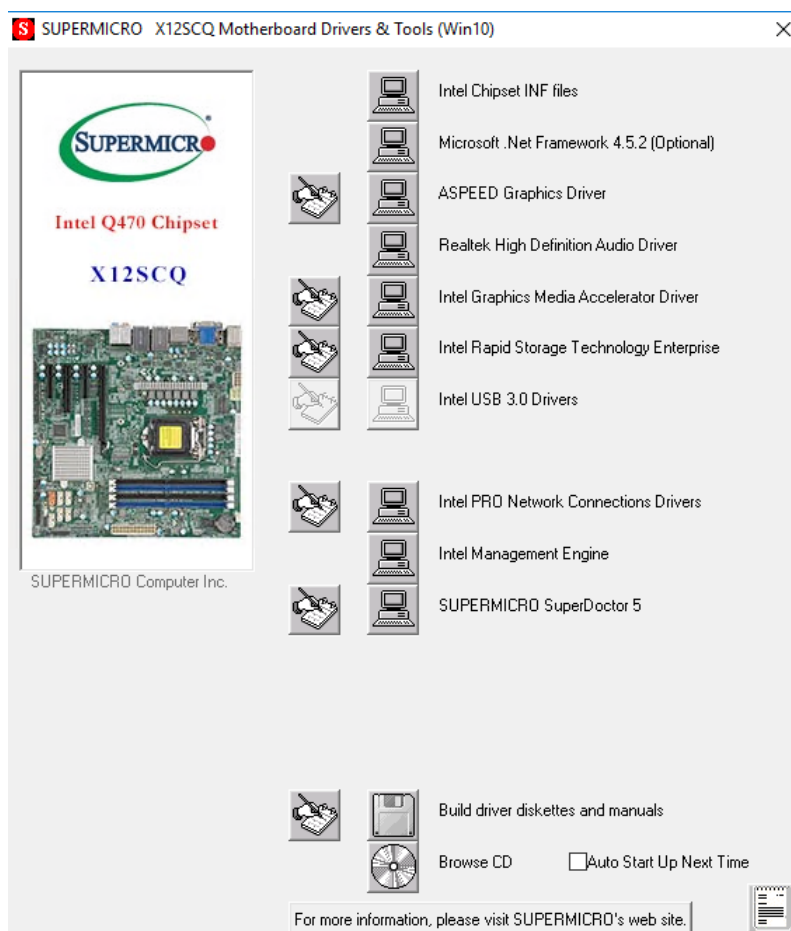 S SUPERMICRO X12SCQ Motherboard Drivers & Tools (Win10)
SUPERMICRO
Intel Q470 Chipset
X12SCQ
SUPERMICRO Computer Inc.
Intel Chipset INF files
Microsoft .Net Framework 4.5.2 (Optional)
ASPEED Graphics Driver
Realtek High Definition Audio Driver
Intel Graphics Media Accelerator Driver
Intel Rapid Storage Technology Enterprise
Intel USB 3.0 Drivers
Intel PRO Network Connections Drivers
Intel Management Engine
SUPERMICRO SuperDoctor 5
Build driver diskettes and manuals
Browse CD Auto Start Up Next Time
For more information, please visit SUPERMICRO's web site.